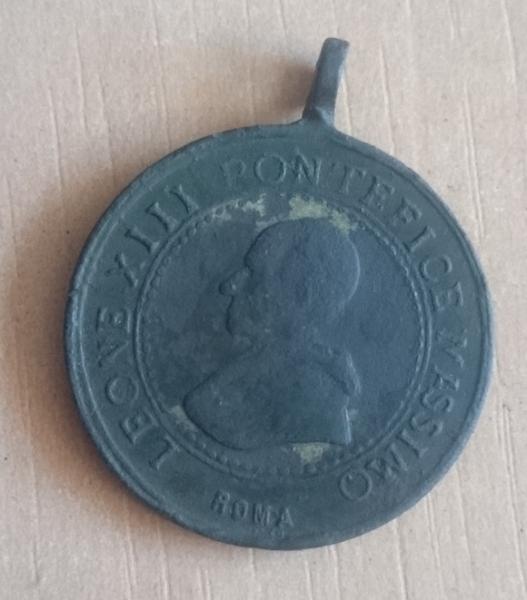 LEONE XIII PONTEFICE MASSIMO
ROMA